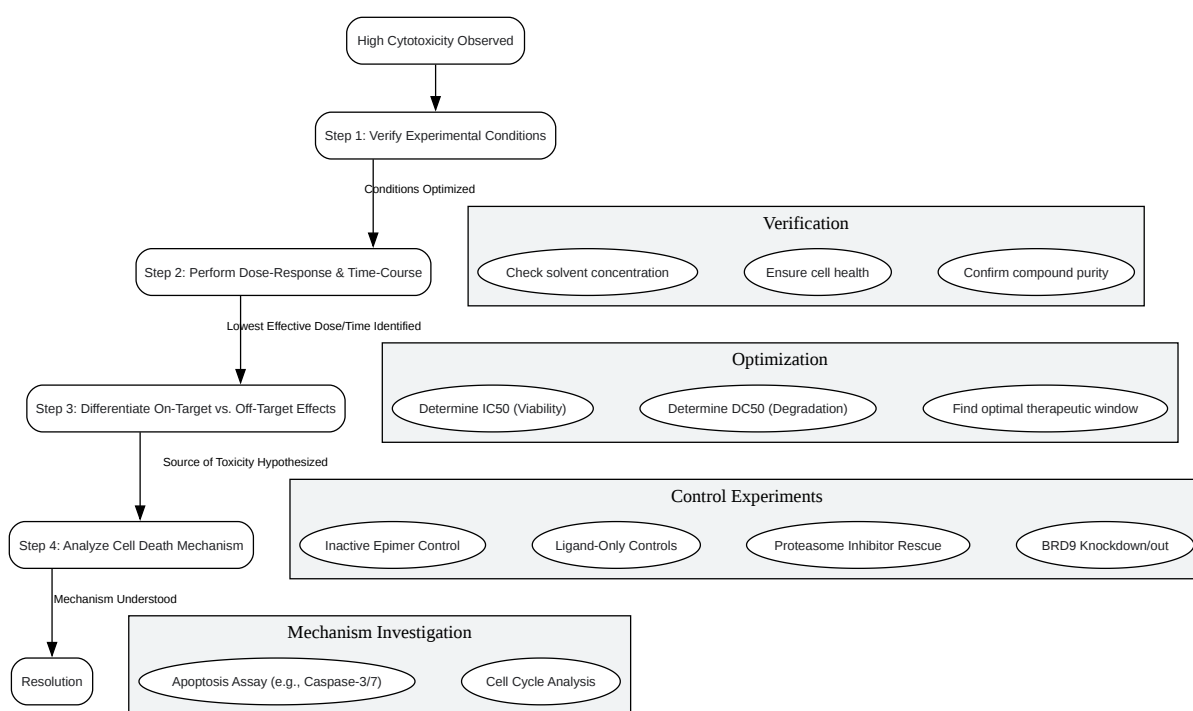 High Cytotoxicity Observed
Step 1: Verify Experimental Conditions
Conditions Optimized
Verification
Check solvent concentration
Ensure cell health
Confirm compound purity
Step 2: Perform Dose-Response & Time-Course
Lowest Effective Dose/Time Identified
Optimization
Determine IC50 (Viability)
Determine DC50 (Degradation)
Find optimal therapeutic window
Step 3: Differentiate On-Target vs. Off-Target Effects
Source of Toxicity Hypothesized
Control Experiments
Inactive Epimer Control
Ligand-Only Controls
Proteasome Inhibitor Rescue
BRD9 Knockdown/out
Step 4: Analyze Cell Death Mechanism
Mechanism Understood
Mechanism Investigation
Apoptosis Assay (e.g., Caspase-3/7)
Cell Cycle Analysis
Resolution